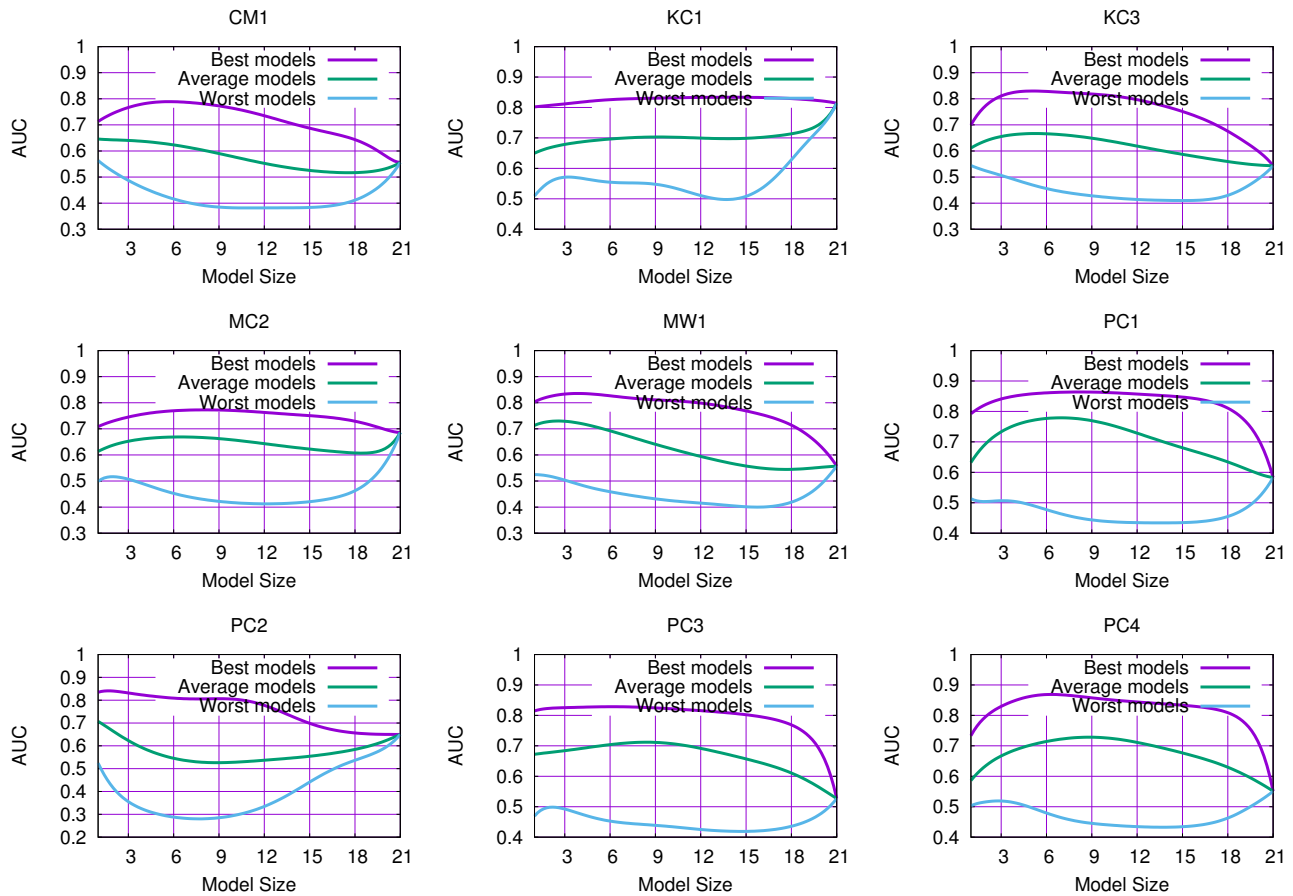 CM1
KC1
KC3
1
0.9
0.8
0.7
0.6
0.5
0.4
0.3
AUC
Best models
Average models
Worst models
3 6 9 12 15 18 21
Model Size
1
0.9
0.8
0.7
0.6
0.5
0.4
AUC
Best models
Average models
Worst models
3 6 9 12 15 18 21
Model Size
1
0.9
0.8
0.7
0.6
0.5
0.4
0.3
AUC
Best models
Average models
Worst models
3 6 9 12 15 18 21
Model Size
MC2
MW1
PC1
1
0.9
0.8
0.7
0.6
0.5
0.4
0.3
AUC
Best models
Average models
Worst models
3 6 9 12 15 18 21
Model Size
1
0.9
0.8
0.7
0.6
0.5
0.4
0.3
AUC
Best models
Average models
Worst models
3 6 9 12 15 18 21
Model Size
1
0.9
0.8
0.7
0.6
0.5
0.4
AUC
Best models
Average models
Worst models
3 6 9 12 15 18 21
Model Size
PC2
PC3
PC4
1
0.9
0.8
0.7
0.6
0.5
0.4
0.3
0.2
AUC
Best models
Average models
Worst models
3 6 9 12 15 18 21
Model Size
1
0.9
0.8
0.7
0.6
0.5
0.4
AUC
Best models
Average models
Worst models
3 6 9 12 15 18 21
Model Size
1
0.9
0.8
0.7
0.6
0.5
0.4
AUC
Best models
Average models
Worst models
3 6 9 12 15 18 21
Model Size